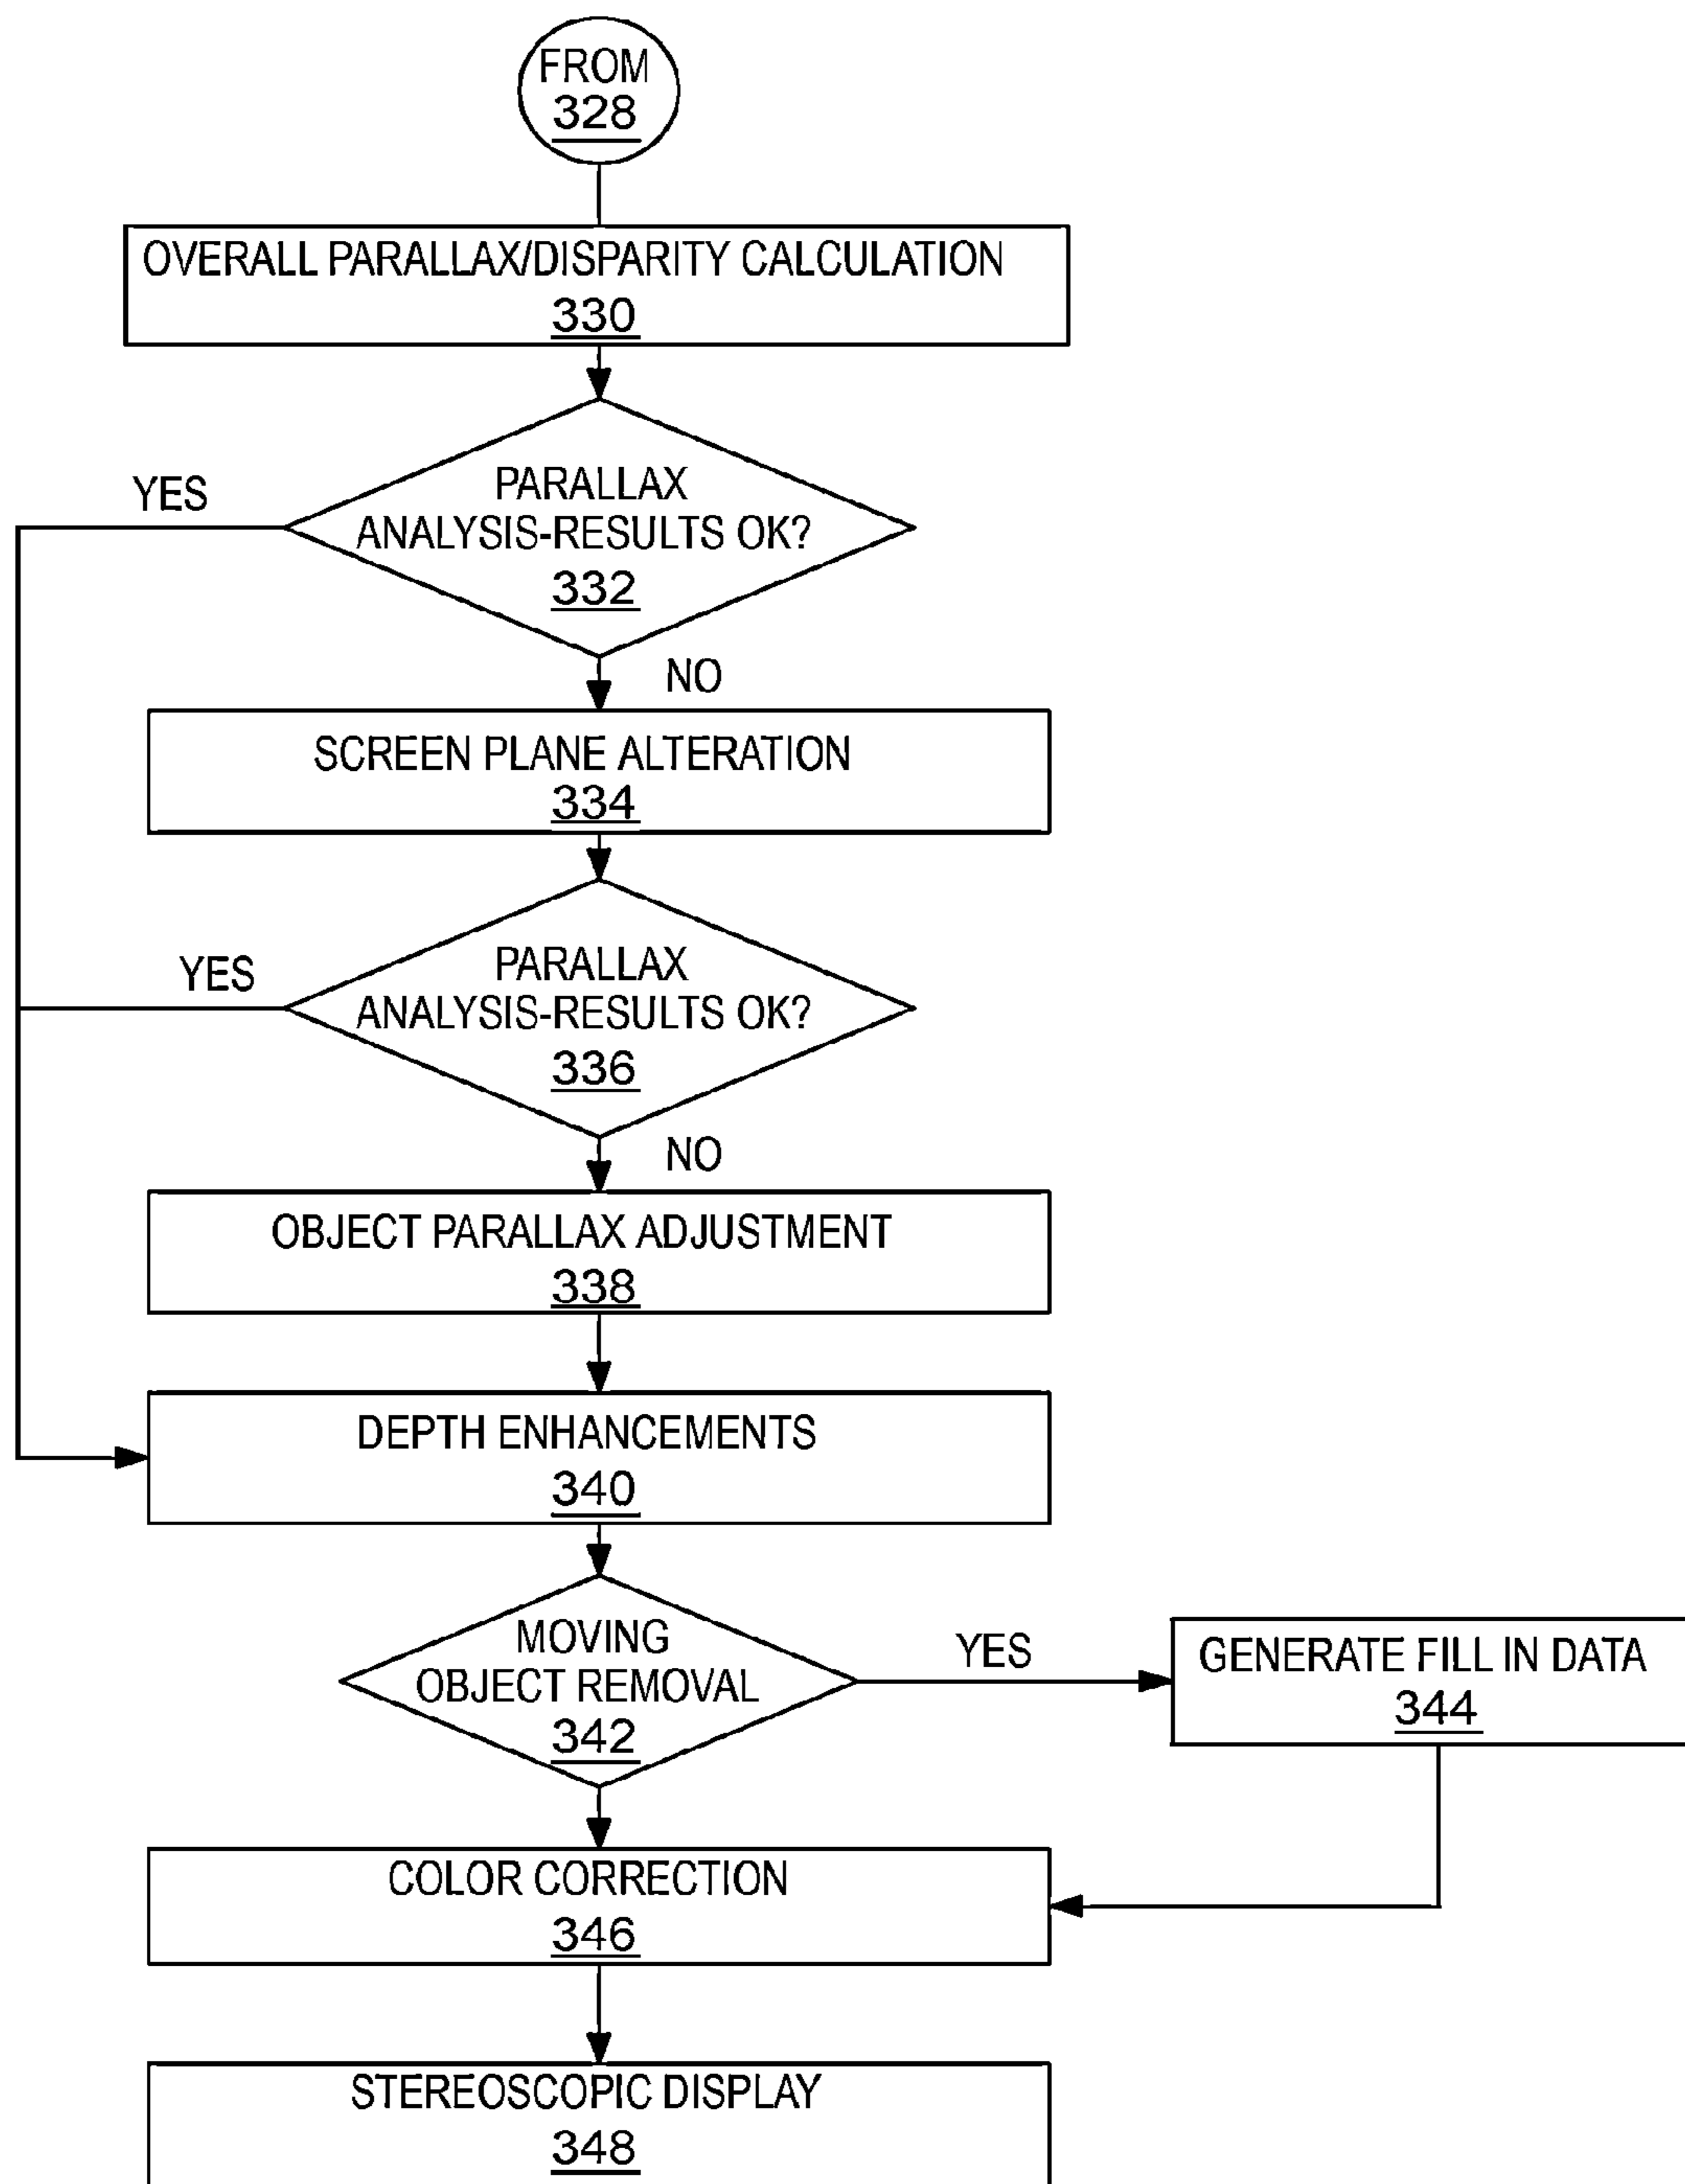 FROM
328
OVERALL PARALLAX/DISPARITY CALCULATION
330
PARALLAX
ANALYSIS-RESULTS OK?
332
YES
NO
SCREEN PLANE ALTERATION
334
PARALLAX
ANALYSIS-RESULTS OK?
336
YES
NO
OBJECT PARALLAX ADJUSTMENT
338
DEPTH ENHANCEMENTS
340
MOVING
OBJECT REMOVAL
342
YES
GENERATE FILL IN DATA
344
COLOR CORRECTION
346
STEREOSCOPIC DISPLAY
348